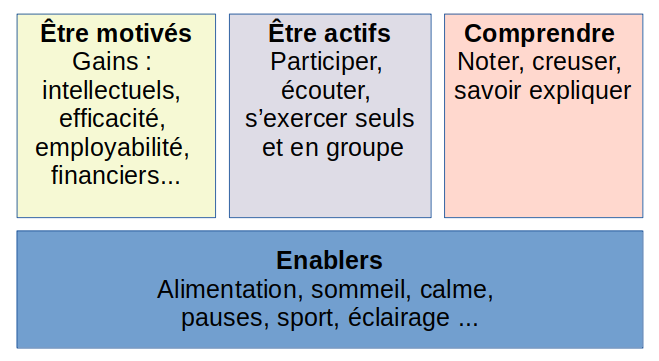 Être motivés
Gains :
intellectuels,
efficacité,
employabilité,
financiers...
Être actifs
Participer,
écouter,
s’exercer seuls
et en groupe
Comprendre
Noter, creuser,
savoir expliquer
Enablers
Alimentation, sommeil, calme,
pauses, sport, éclairage ...